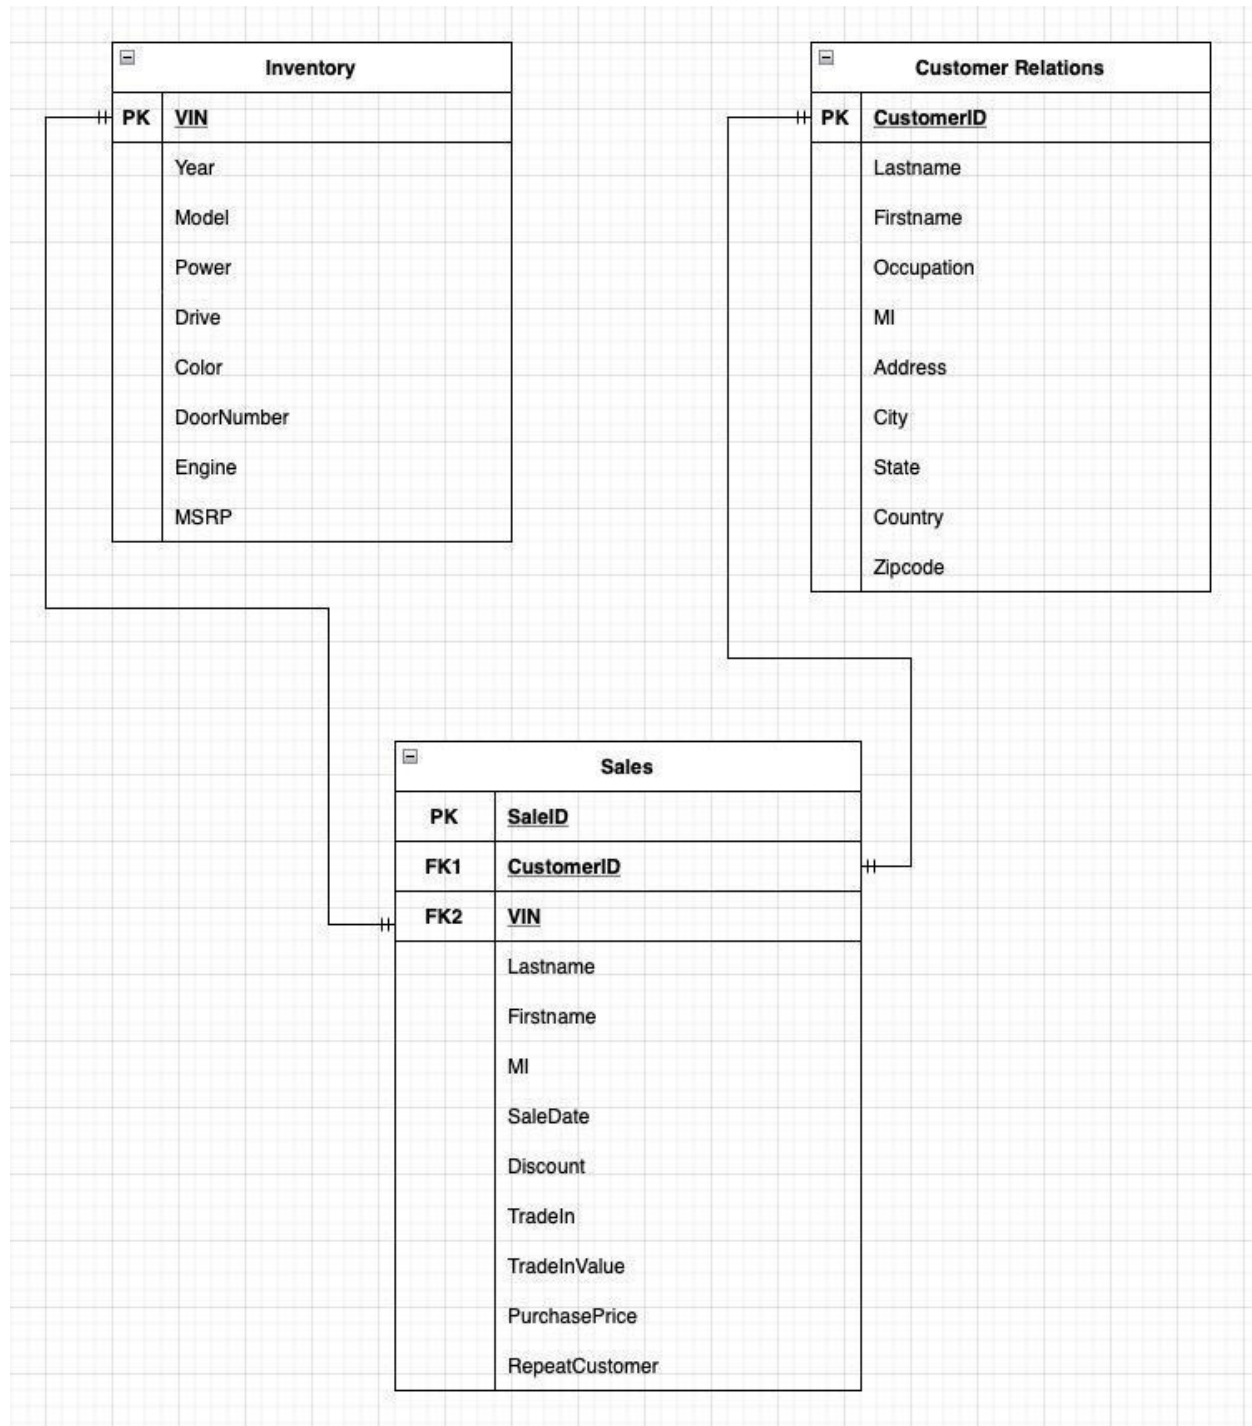 Inventory
PK VIN
Year
Model
Power
Drive
Color
DoorNumber
Engine
MSRP
Customer Relations
PK CustomerID
Lastname
Firstname
Occupation
MI
Address
City
State
Country
Zipcode
Sales
PK SaleID
FK1 CustomerID
FK2 VIN
Lastname
Firstname
MI
SaleDate
Discount
TradeIn
TradeInValue
PurchasePrice
RepeatCustomer